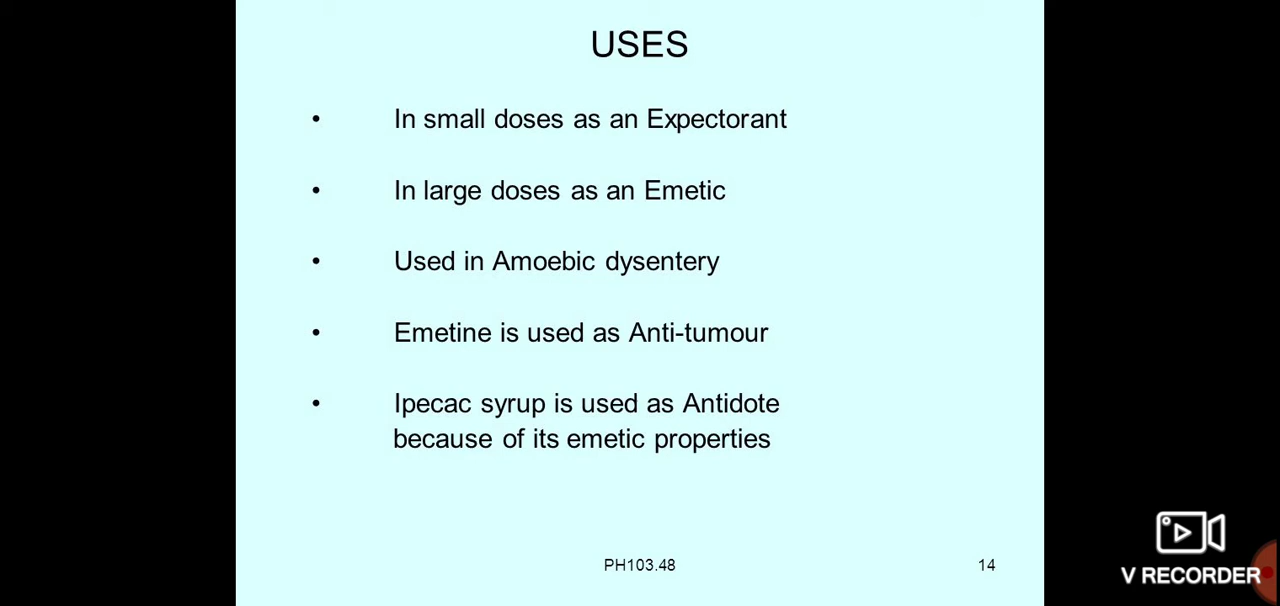 USES
• In small doses as an Expectorant
• In large doses as an Emetic
• Used in Amoebic dysentery
• Emetine is used as Anti-tumour
• Ipecac syrup is used as Antidote
because of its emetic properties
PH103.48
14
V RECORDER